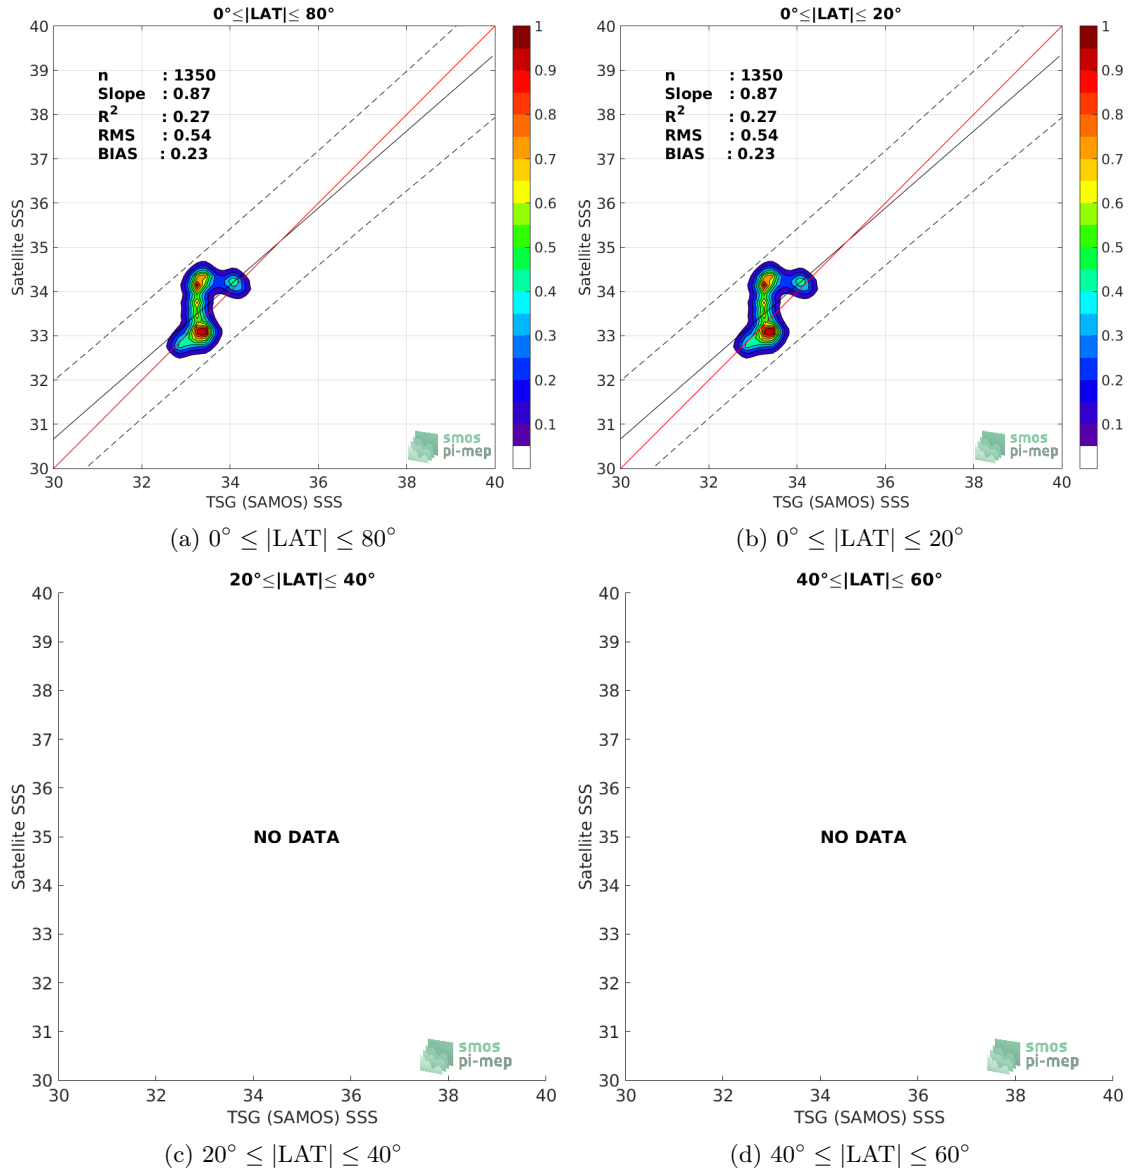 0°≤|LAT|≤ 80°
40
39
38
37
36
35
34
33
32
31
30
Satellite SSS
n : 1350
Slope : 0.87
R² : 0.27
RMS : 0.54
BIAS : 0.23
smos
pi-mep
30 32 34 36 38 40
TSG (SAMOS) SSS
1
0.9
0.8
0.7
0.6
0.5
0.4
0.3
0.2
0.1
(a) 0° ≤ |LAT| ≤ 80°
0°≤|LAT|≤ 20°
40
39
38
37
36
35
34
33
32
31
30
Satellite SSS
n : 1350
Slope : 0.87
R² : 0.27
RMS : 0.54
BIAS : 0.23
smos
pi-mep
30 32 34 36 38 40
TSG (SAMOS) SSS
1
0.9
0.8
0.7
0.6
0.5
0.4
0.3
0.2
0.1
(b) 0° ≤ |LAT| ≤ 20°
20°≤|LAT|≤ 40°
40
39
38
37
36
35
34
33
32
31
30
Satellite SSS
NO DATA
smos
pi-mep
30 32 34 36 38 40
TSG (SAMOS) SSS
(c) 20° ≤ |LAT| ≤ 40°
40°≤|LAT|≤ 60°
40
39
38
37
36
35
34
33
32
31
30
Satellite SSS
NO DATA
smos
pi-mep
30 32 34 36 38 40
TSG (SAMOS) SSS
(d) 40° ≤ |LAT| ≤ 60°